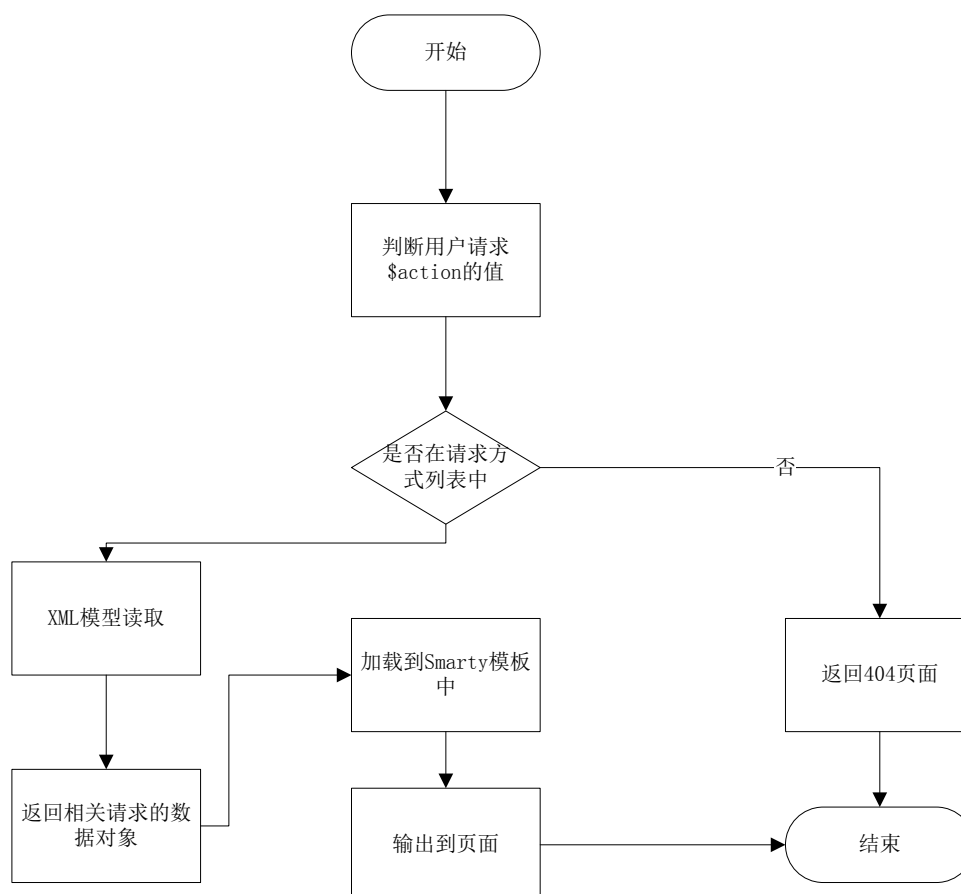 开始
判断用户请求
$action的值
是否在请求方
式列表中
否
XML模型读取
加载到Smarty模板
中
返回404页面
返回相关请求的数
据对象
输出到页面
结束